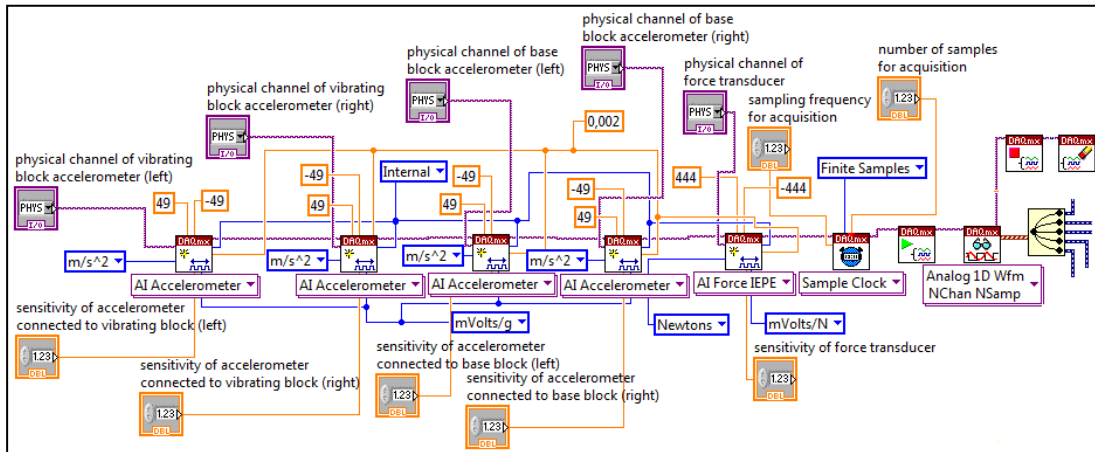 physical channel of base
block accelerometer (right)
physical channel of base
block accelerometer (left)
number of samples
for acquisition
physical channel of
force transducer
physical channel of vibrating
block accelerometer (right)
sampling frequency
for acquisition
physical channel of vibrating
block accelerometer (left)
PHYS
I/O
PHYS
I/O
PHYS
I/O
PHYS
I/O
PHYS
I/O
1.23
DBL
1.23
DBL
0,002
Internal
Finite Samples
49
-49
-49
49
-49
49
-49
49
444
-444
DAQmx
DAQmx
DAQmx
DAQmx
DAQmx
DAQmx
DAQmx
DAQmx
DAQmx
DAQmx
m/s^2
m/s^2
m/s^2
m/s^2
AI Accelerometer
AI Accelerometer
AI Accelerometer
AI Accelerometer
AI Force IEPE
Sample Clock
Analog 1D Wfm
NChan NSamp
mVolts/g
Newtons
mVolts/N
sensitivity of accelerometer
connected to vibrating block (left)
1.23
DBL
sensitivity of accelerometer
connected to vibrating block (right)
1.23
DBL
sensitivity of accelerometer
connected to base block (left)
1.23
DBL
sensitivity of accelerometer
connected to base block (right)
1.23
DBL
sensitivity of force transducer
1.23
DBL